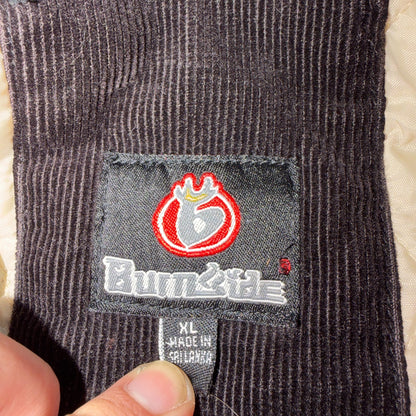 Burnside
XL
MADE IN
SRI LANKA